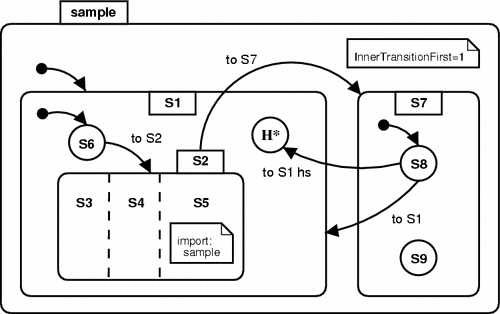 sample
InnerTransitionFirst=1
to S7
S1
S7
S6
to S2
H*
S2
S8
to S1 hs
S3
S4
S5
to S1
import:
sample
S9